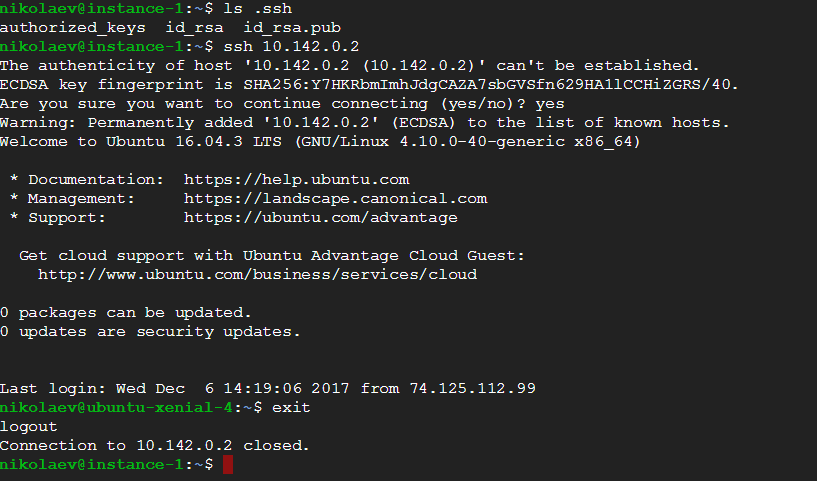 nikolaev@instance-1:~$ ls .ssh
authorized_keys  id_rsa  id_rsa.pub
nikolaev@instance-1:~$ ssh 10.142.0.2
The authenticity of host '10.142.0.2 (10.142.0.2)' can't be established.
ECDSA key fingerprint is SHA256:Y7HKRbmImhJdgCAZA7sbGVSfn629HA1lCCHiZGRS/40.
Are you sure you want to continue connecting (yes/no)? yes
Warning: Permanently added '10.142.0.2' (ECDSA) to the list of known hosts.
Welcome to Ubuntu 16.04.3 LTS (GNU/Linux 4.10.0-40-generic x86_64)
 * Documentation:  https://help.ubuntu.com
 * Management:     https://landscape.canonical.com
 * Support:        https://ubuntu.com/advantage
  Get cloud support with Ubuntu Advantage Cloud Guest:
    http://www.ubuntu.com/business/services/cloud
0 packages can be updated.
0 updates are security updates.
Last login: Wed Dec  6 14:19:06 2017 from 74.125.112.99
nikolaev@ubuntu-xenial-4:~$ exit
logout
Connection to 10.142.0.2 closed.
nikolaev@instance-1:~$